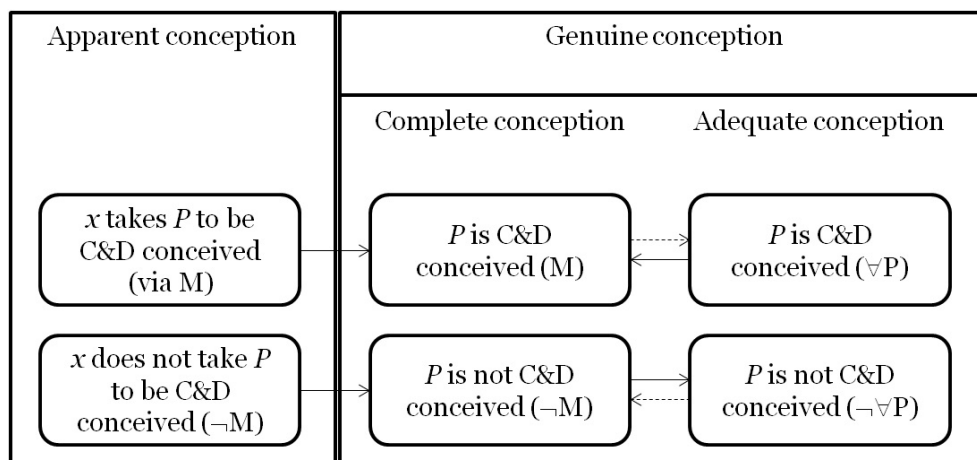 Apparent conception
Genuine conception
Complete conception
Adequate conception
x takes P to be
C&D conceived
(via M)
P is C&D
conceived (M)
P is C&D
conceived (∀P)
x does not take P
to be C&D
conceived (¬M)
P is not C&D
conceived (¬M)
P is not C&D
conceived (¬∀P)